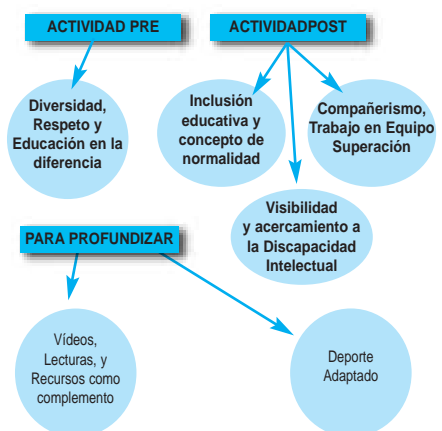 ACTIVIDAD PRE
ACTIVIDADPOST
Diversidad,
Respeto y
Educación en la
diferencia
Inclusión
educativa y
concepto de
normalidad
Compañerismo,
Trabajo en Equipo
Superación
Visibilidad
y acercamiento a
la Discapacidad
Intelectual
PARA PROFUNDIZAR
Vídeos,
Lecturas, y
Recursos como
complemento
Deporte
Adaptado